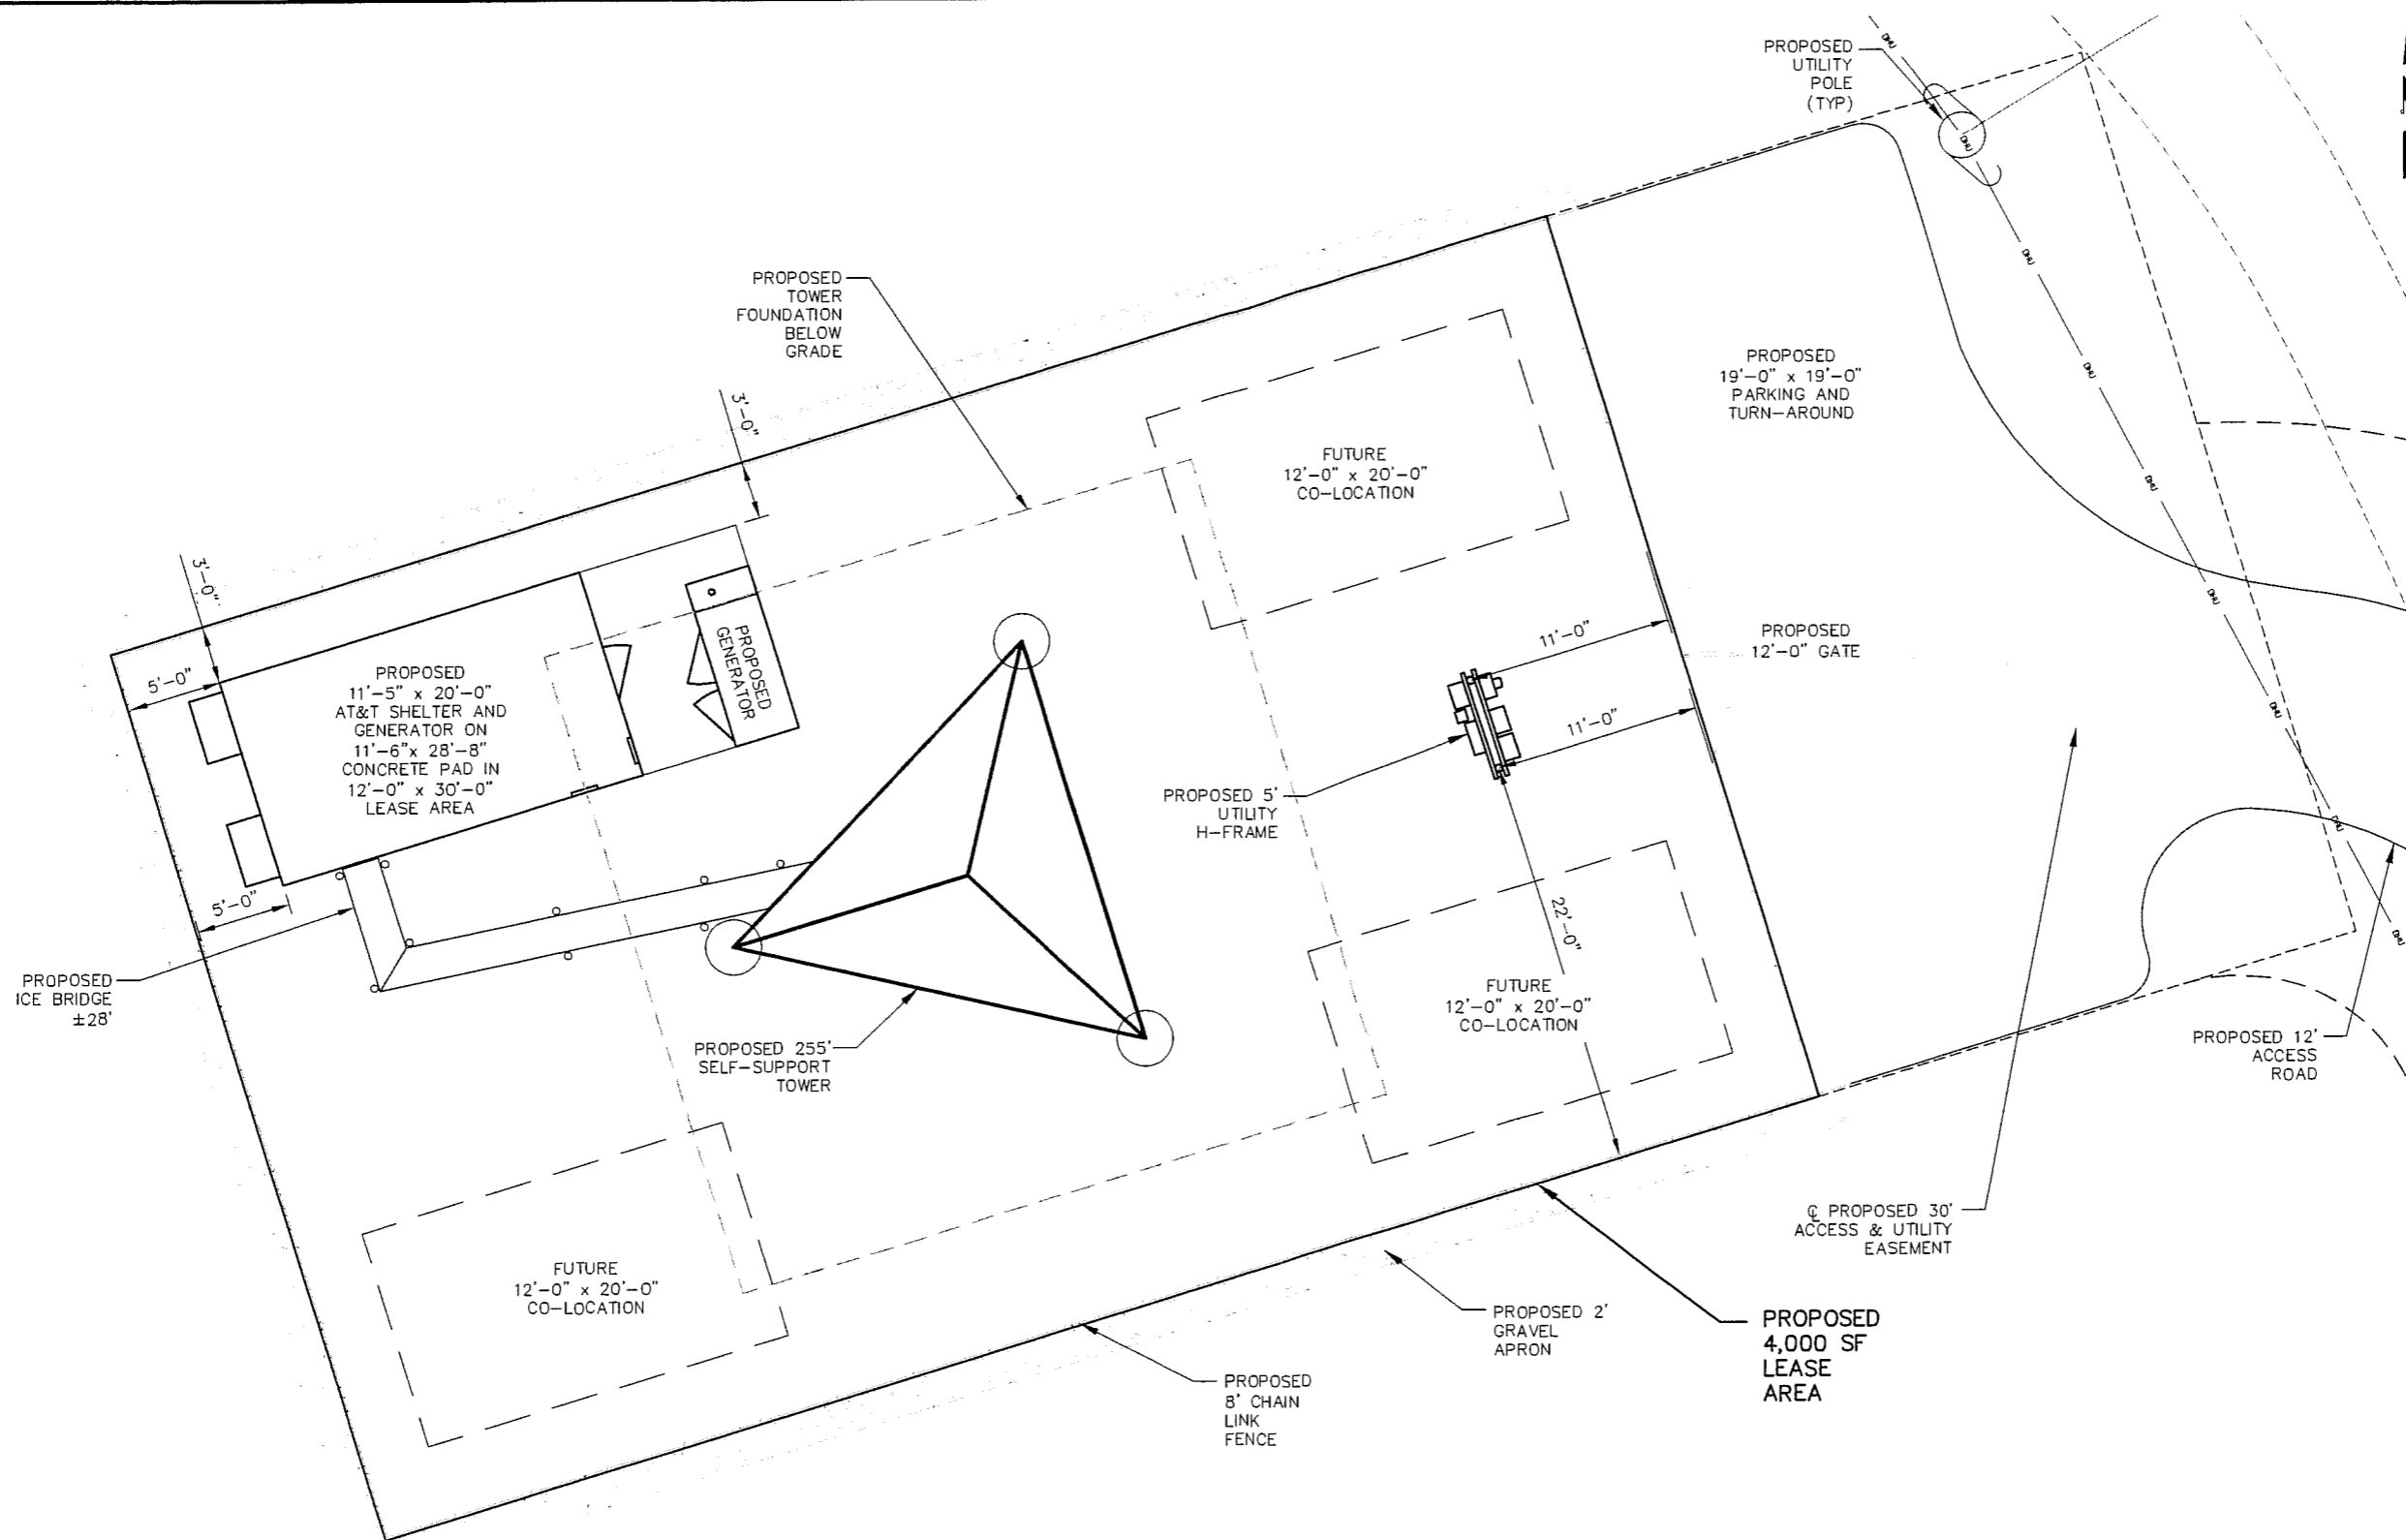 PROPOSED
UTILITY
POLE
(TYP)
PROPOSED
TOWER
FOUNDATION
BELOW
GRADE
PROPOSED
19'-0" x 19'-0"
PARKING AND
TURN-AROUND
3'-0"
FUTURE
12'-0" x 20'-0"
CO-LOCATION
3'-0"
PROPOSED
GENERATOR
11'-0"
PROPOSED
12'-0" GATE
5'-0"
PROPOSED
11'-5" x 20'-0"
AT&T SHELTER AND
GENERATOR ON
11'-6"x 28'-8"
CONCRETE PAD IN
12'-0" x 30'-0"
LEASE AREA
11'-0"
PROPOSED 5'
UTILITY
H-FRAME
5'-0"
22'-0"
PROPOSED
ICE BRIDGE
±28'
FUTURE
12'-0" x 20'-0"
CO-LOCATION
PROPOSED 255'
SELF-SUPPORT
TOWER
PROPOSED 12'
ACCESS
ROAD
℄ PROPOSED 30'
ACCESS & UTILITY
EASEMENT
FUTURE
12'-0" x 20'-0"
CO-LOCATION
PROPOSED 2'
GRAVEL
APRON
PROPOSED
4,000 SF
LEASE
AREA
PROPOSED
8' CHAIN
LINK
FENCE